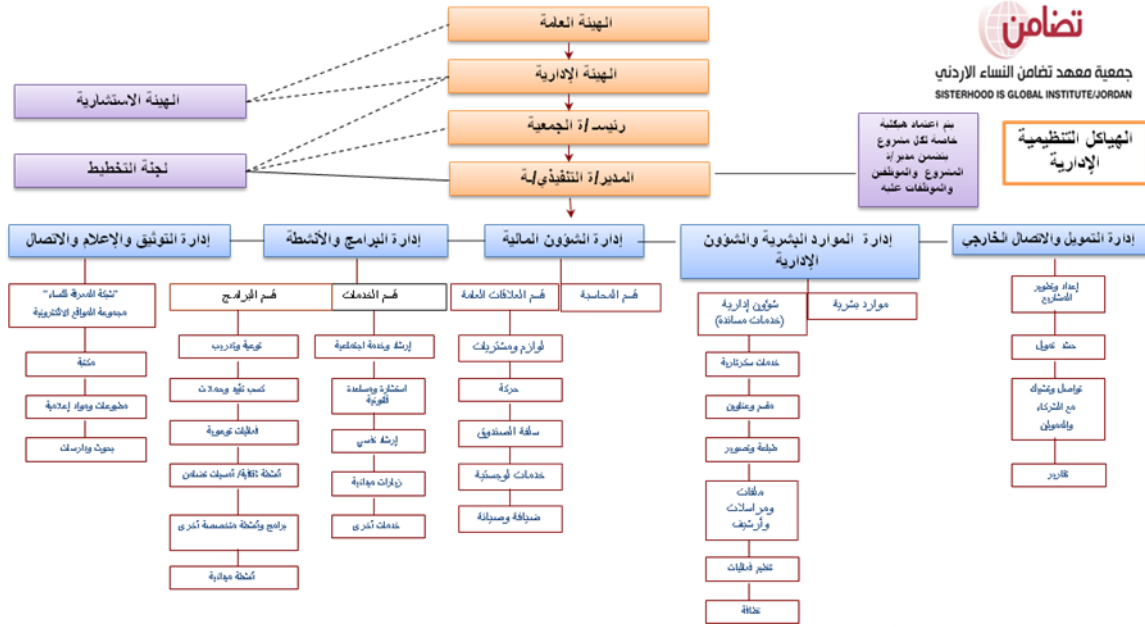 تضامن
جمعية معهد تضامن النساء الاردني
SISTERHOOD IS GLOBAL INSTITUTE/JORDAN
الهياكل التنظيمية
الإدارية
الهيئة العامة
الهيئة الإدارية
رئيسـ/ة الجمعية
المدير/ة التنفيذي/ـة
الهيئة الاستشارية
لجنة التخطيط
يتم اعتماد هيكلية
خاصة لكل مشروع
يتضمن مدير/ة
المشروع والموظفين
والموظفات عليه
إدارة التمويل والاتصال الخارجي
إعداد وتطوير
المشاريع
حشد تمويل
تواصل وتشبيك
مع الشركاء
والممولين
تقارير
إدارة الموارد البشرية والشؤون
الإدارية
موارد بشرية
شؤون إدارية
(خدمات مساندة)
خدمات سكرتارية
مقسم وعناوين
طباعة وتصوير
ملفات
ومراسلات
وأرشيف
تنظيم فعاليات
نظافة
إدارة الشؤون المالية
قسم المحاسبة
قسم العلاقات العامة
لوازم ومشتريات
حركة
سلفة الصندوق
خدمات لوجستية
ضيافة وصيانة
إدارة البرامج والأنشطة
قسم الخدمات
إرشاد وخدمة اجتماعية
استشارة ومساعدة
قانونية
إرشاد نفسي
زيارات ميدانية
خدمات أخرى
قسم البرامج
توعية وتدريب
كسب تأييد وحملات
فعاليات توعوية
أنشطة ثقافية/ أمسيات تضامن
برامج وأنشطة متخصصة أخرى
أنشطة ميدانية
إدارة التوثيق والإعلام والاتصال
"شبكة المعرفة للنساء"
مجموعة المواقع الالكترونية
مكتبة
مطبوعات ومواد إعلامية
بحوث ودارسات